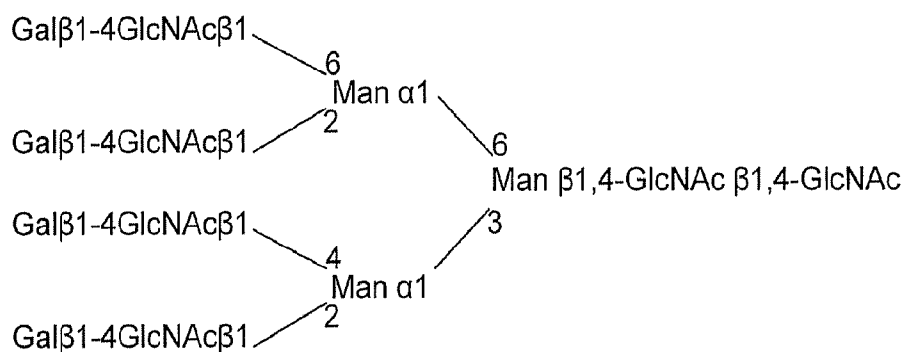 Galβ1-4GlcNAcβ1
6
Man α1
2
Galβ1-4GlcNAcβ1
6
Man β1,4-GlcNAc β1,4-GlcNAc
3
Galβ1-4GlcNAcβ1
4
Man α1
2
Galβ1-4GlcNAcβ1